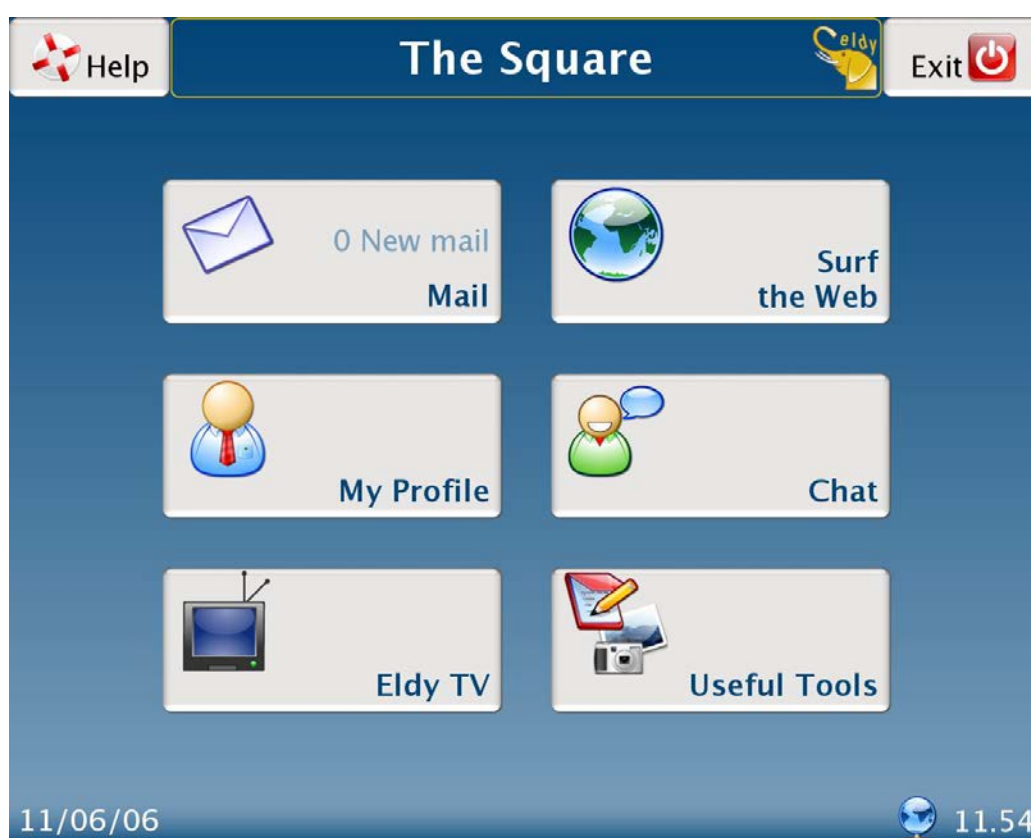 Help
The Square
eldy
Exit
0 New mail
Mail
Surf
the Web
My Profile
Chat
Eldy TV
Useful Tools
11/06/06
11.54